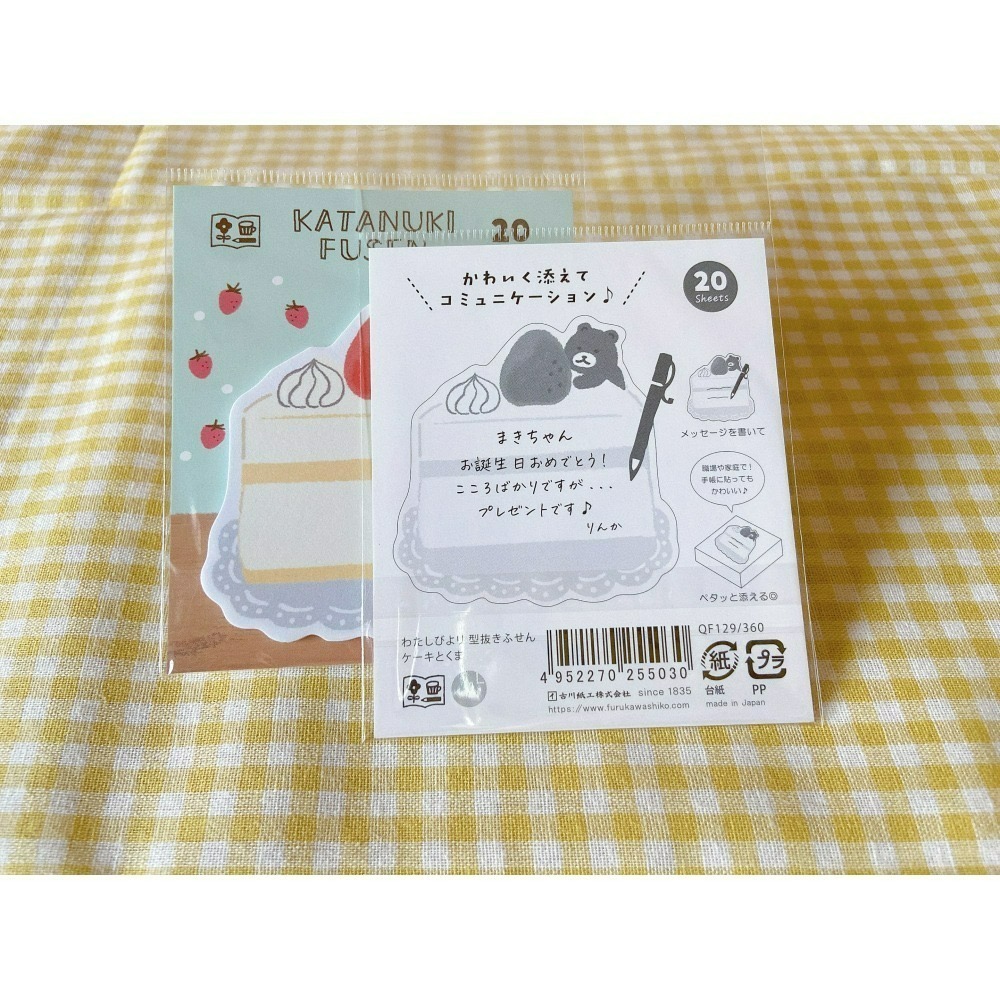 KATANUKI
FUSEN
20
かわいく添えて
コミュニケーション♪
20
Sheets
まきちゃん
お誕生日おめでとう!
こころばかりですが...
プレゼントです♪
りんか
メッセージを書いて
職場や家庭で!
手帳に貼っても
かわいい♪
ペタッと添える◎
わたしびより 型抜きふせん
ケーキとくま
4 952270 255030
古川紙工株式会社 since 1835
https://www.furukawashiko.com
QF129/360
紙
台紙
プラ
PP
made in Japan